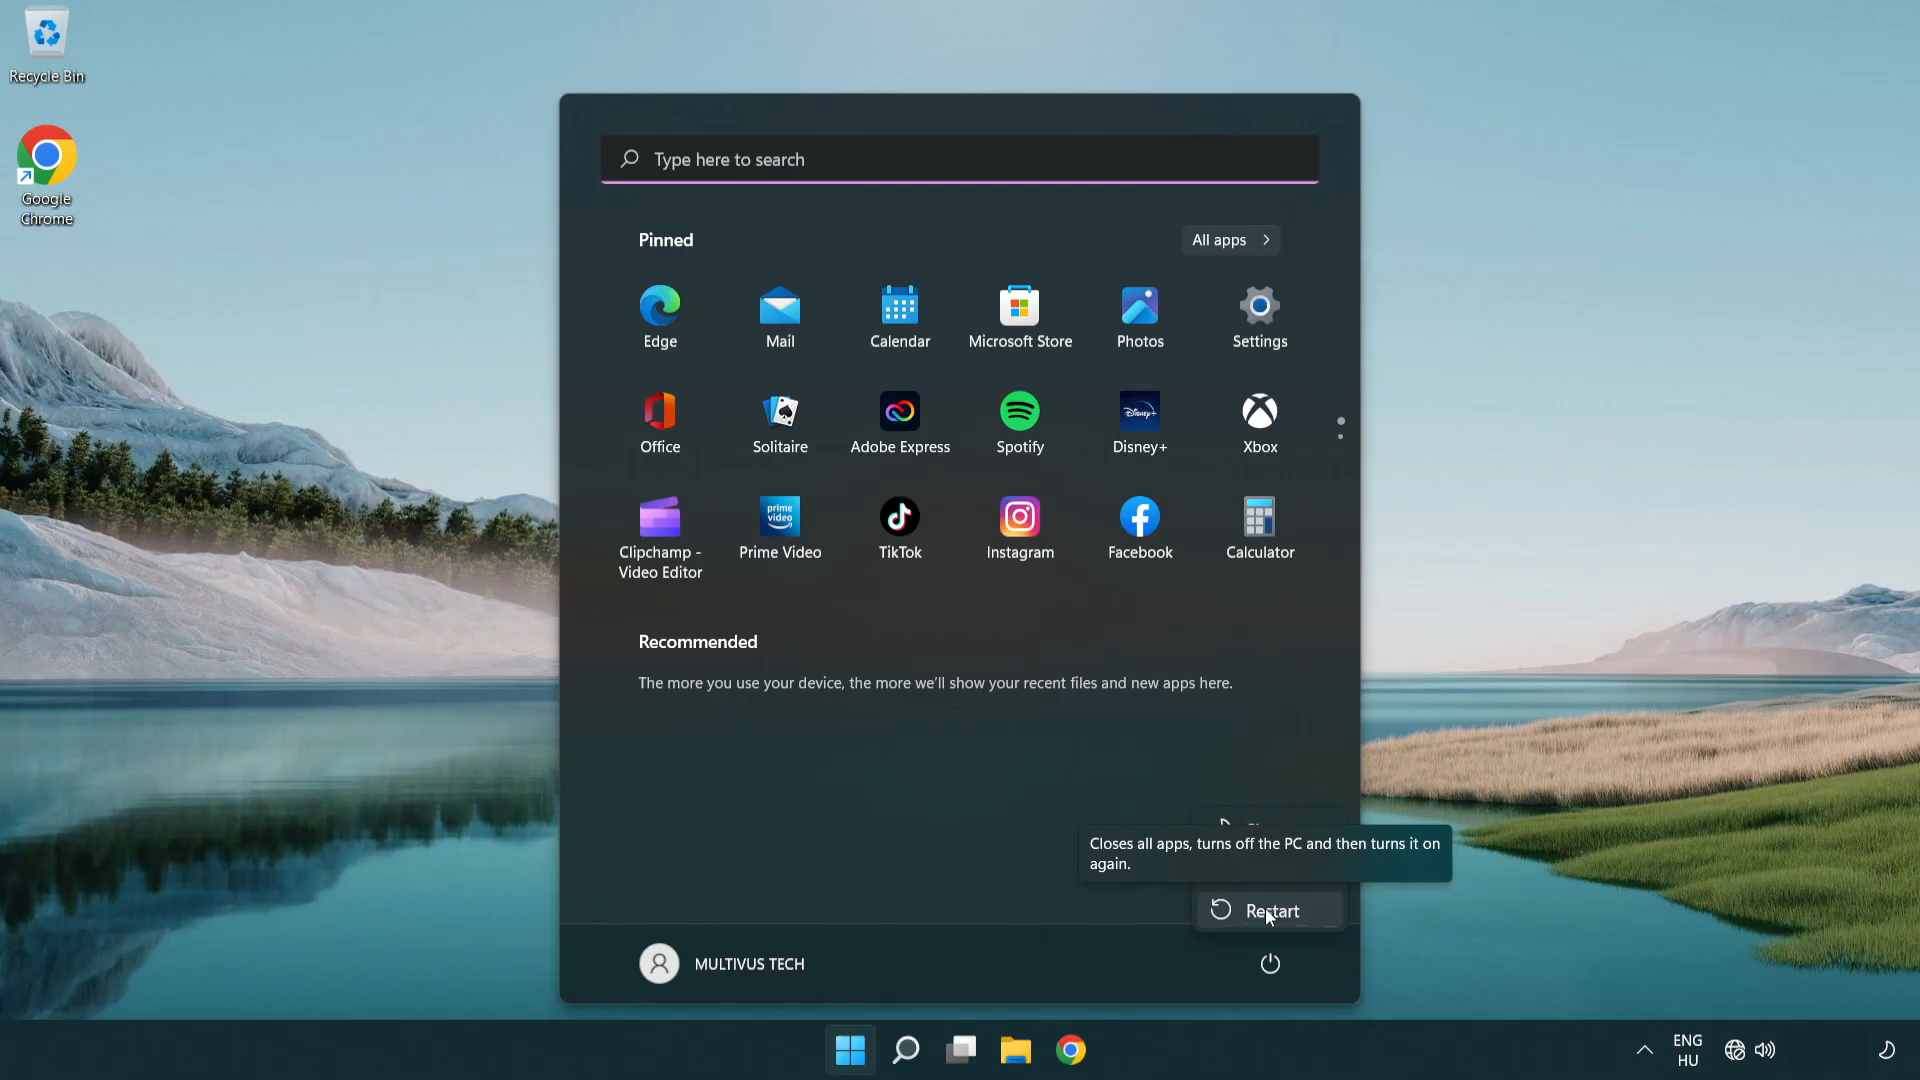 Recycle Bin
Google
Chrome
Type here to search
Pinned
All apps
Edge
Mail
Calendar
Microsoft Store
Photos
Settings
Office
Solitaire
Adobe Express
Disney+
Spotify
Disney+
Xbox
prime
video
Clipchamp -
Video Editor
Prime Video
TikTok
Instagram
Facebook
Calculator
Recommended
The more you use your device, the more we'll show your recent files and new apps here.
Closes all apps, turns off the PC and then turns it on
again.
Restart
MULTIVUS TECH
ENG
HU